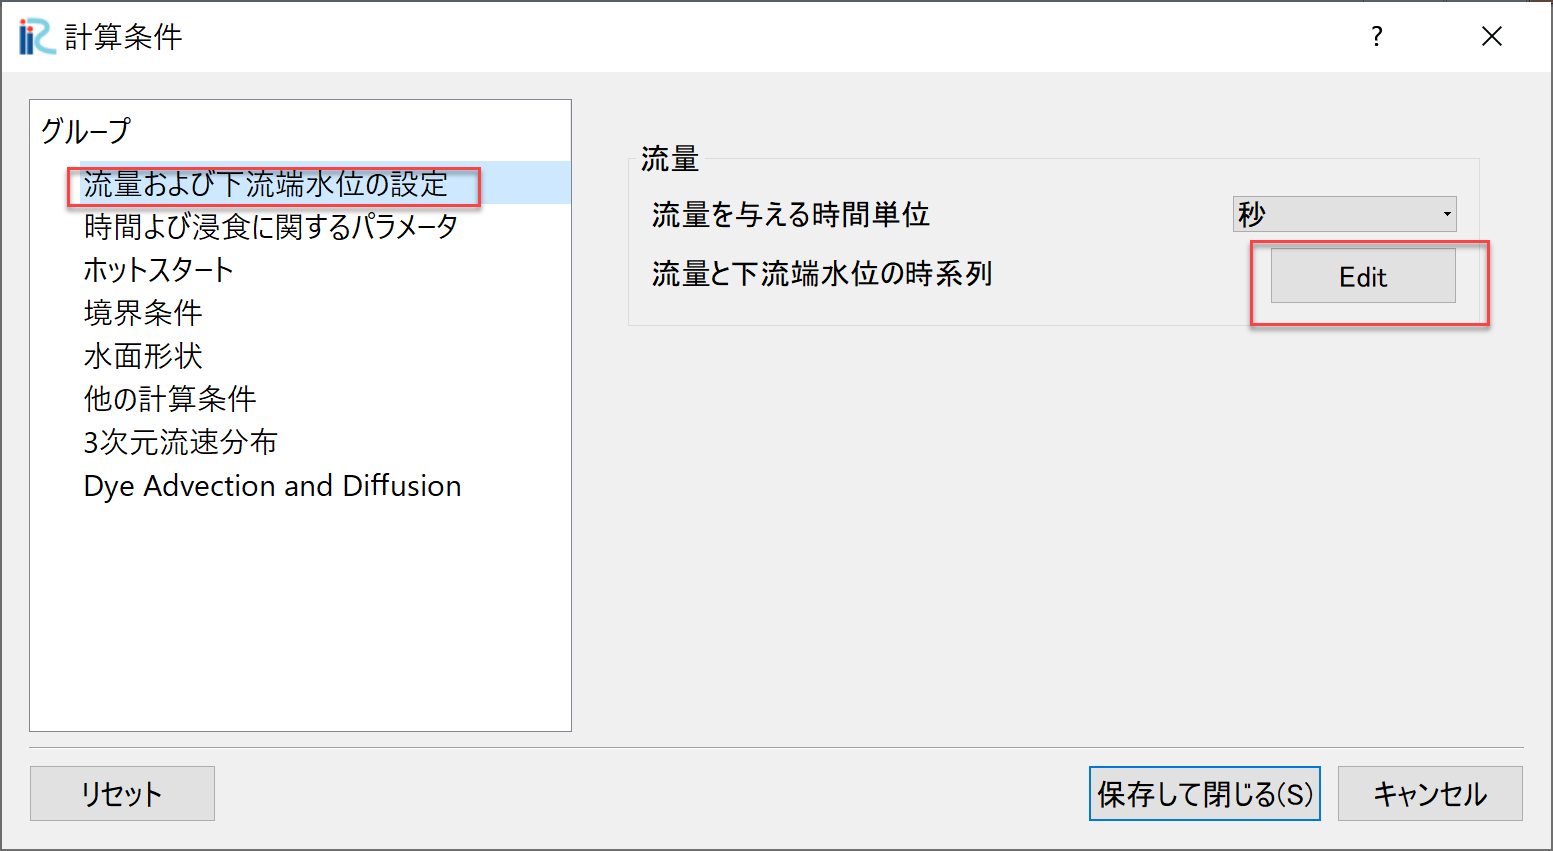 iRIC 計算条件 ?
グループ
流量および下流端水位の設定
時間よび浸食に関するパラメータ
ホットスタート
境界条件
水面形状
他の計算条件
3次元流速分布
Dye Advection and Diffusion
流量
流量を与える時間単位 秒
流量と下流端水位の時系列 Edit
リセット 保存して閉じる(S) キャンセル